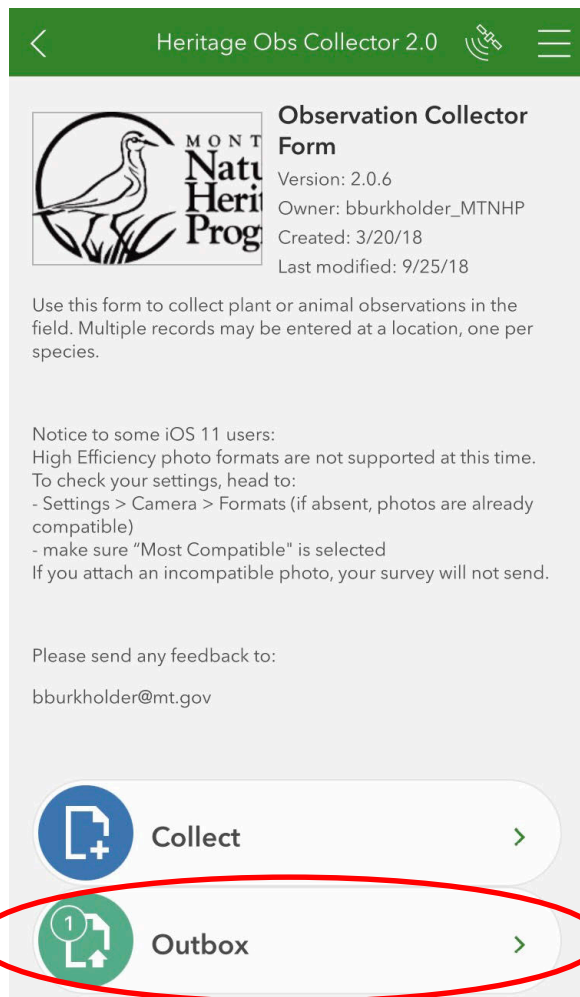 Heritage Obs Collector 2.0
MONT
Natu
Herit
Prog
Observation Collector
Form
Version: 2.0.6
Owner: bburkholder_MTNHP
Created: 3/20/18
Last modified: 9/25/18
Use this form to collect plant or animal observations in the
field. Multiple records may be entered at a location, one per
species.
Notice to some iOS 11 users:
High Efficiency photo formats are not supported at this time.
To check your settings, head to:
- Settings > Camera > Formats (if absent, photos are already
compatible)
- make sure “Most Compatible" is selected
If you attach an incompatible photo, your survey will not send.
Please send any feedback to:
bburkholder@mt.gov
Collect
1
Outbox